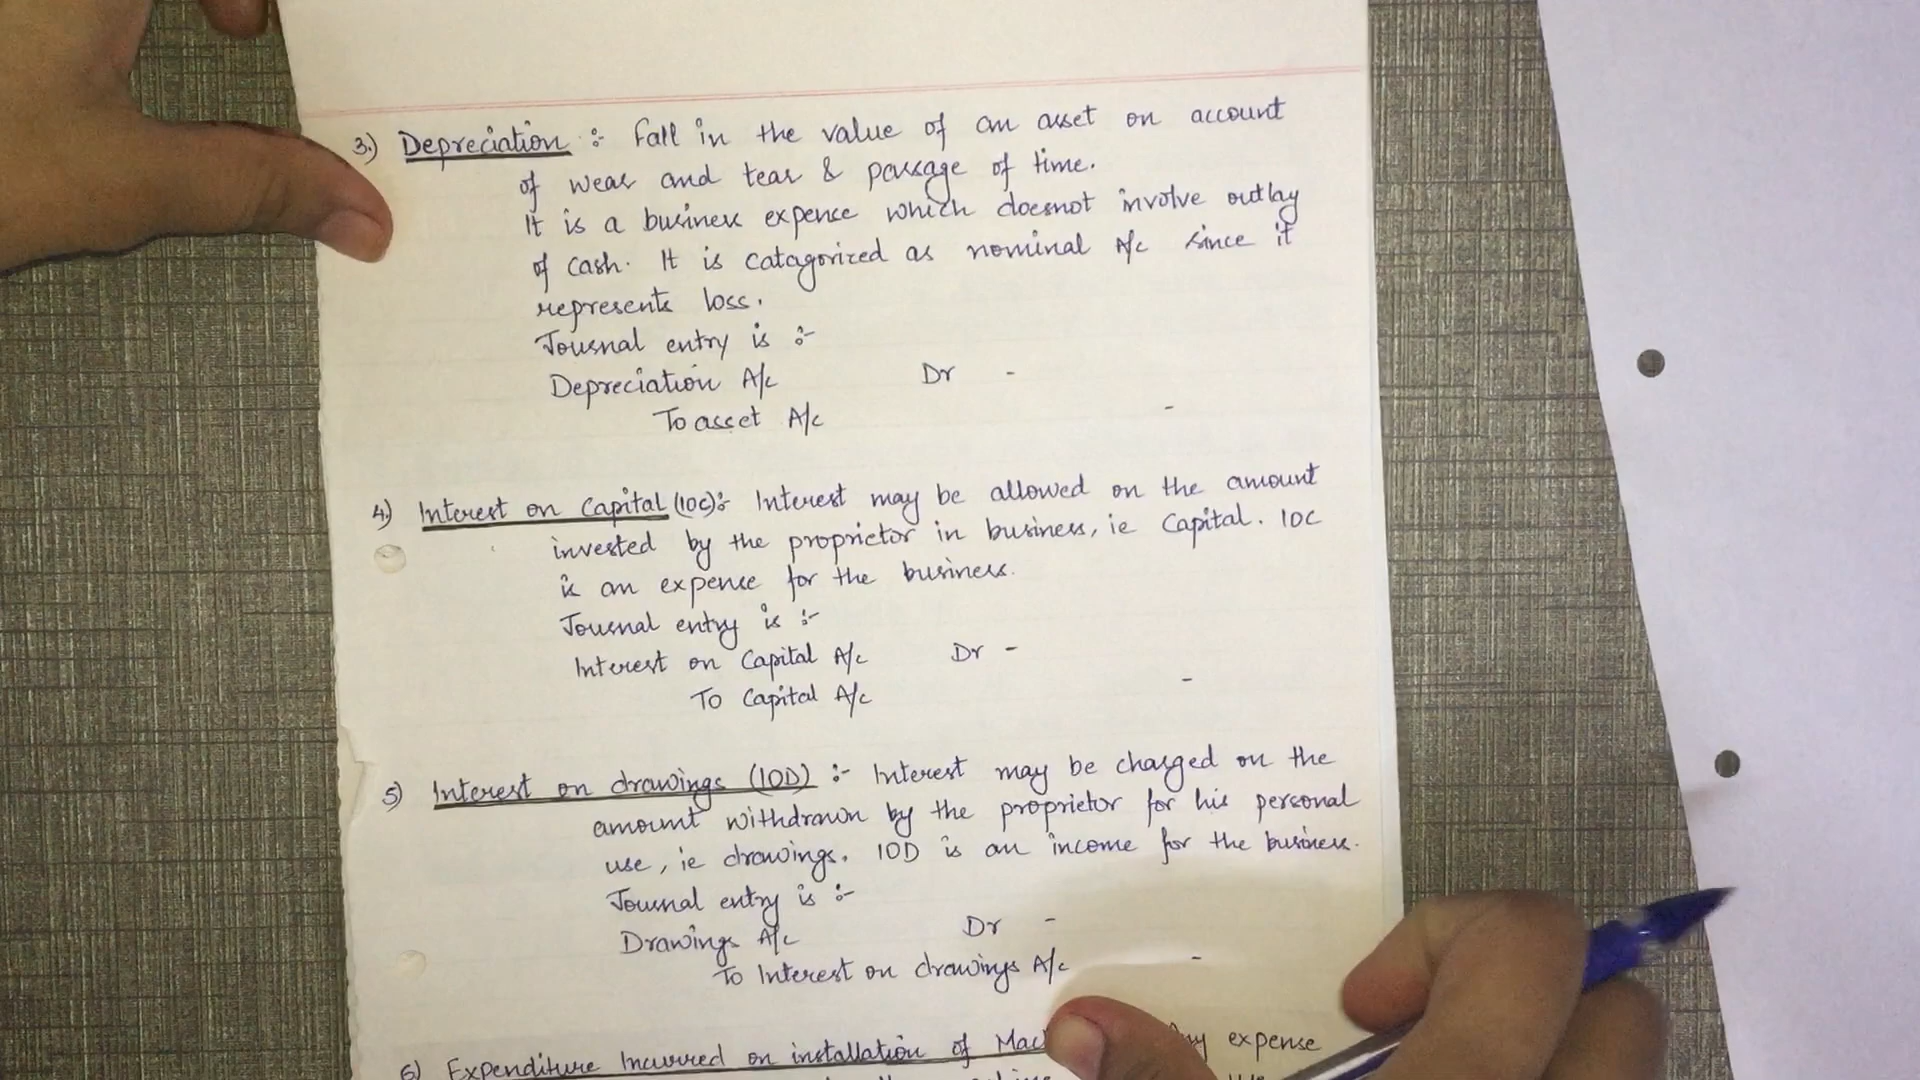 3.) Depreciation :- Fall in the value of an asset on account
of wear and tear & passage of time.
It is a business expense which doesnot involve outlay
of cash. It is catagorized as nominal A/c since it
represents loss.
Journal entry is :-
Depreciation A/c Dr -
To asset A/c -
4.) Interest on Capital (IOC):- Interest may be allowed on the amount
invested by the proprietor in business, ie Capital. IOC
is an expense for the business.
Journal entry is :-
Interest on Capital A/c Dr -
To Capital A/c -
5) Interest on drawings (IOD) :- Interest may be charged on the
amount withdrawn by the proprietor for his personal
use, ie drawings. IOD is an income for the business.
Journal entry is :-
Drawings A/c Dr -
To Interest on drawings A/c -
6) Expenditure Incurred on installation of expense